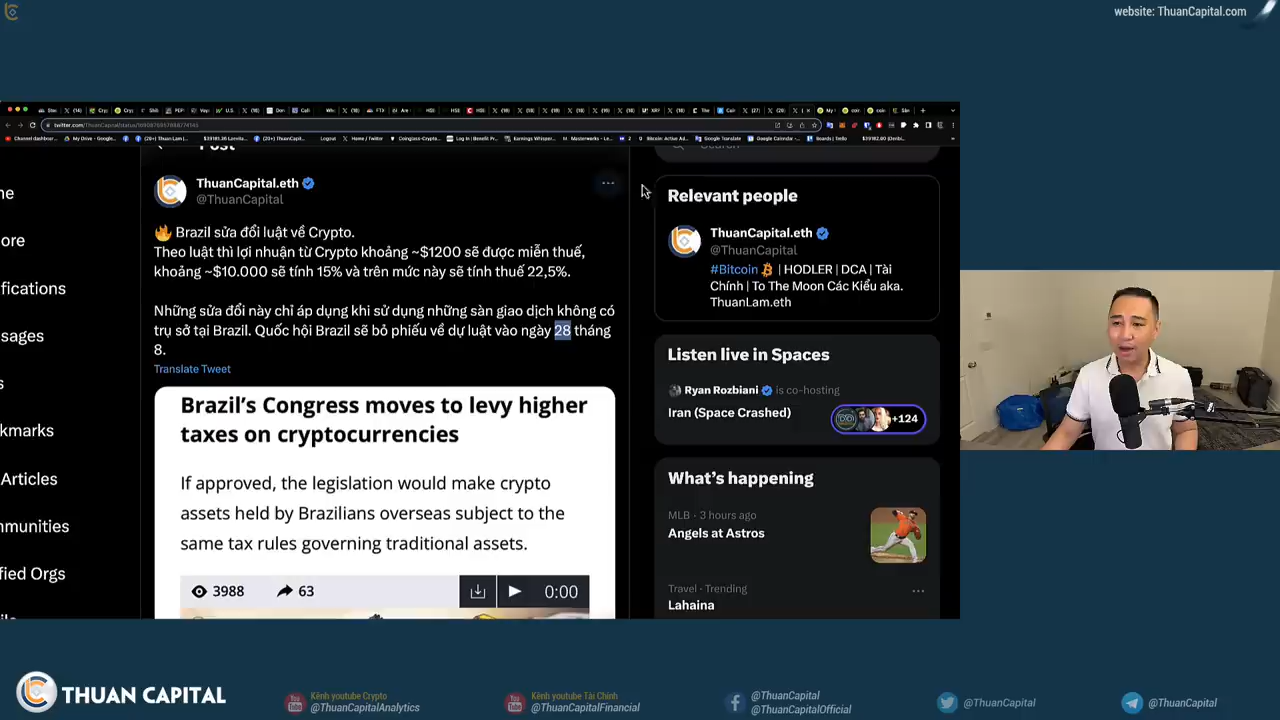 website: ThuanCapital.com
Post
Search
ThuanCapital.eth
@ThuanCapital
🔥 Brazil sửa đổi luật về Crypto.
Theo luật thì lợi nhuận từ Crypto khoảng ~$1200 sẽ được miễn thuế,
khoảng ~$10.000 sẽ tính 15% và trên mức này sẽ tính thuế 22,5%.
Những sửa đổi này chỉ áp dụng khi sử dụng những sàn giao dịch không có
trụ sở tại Brazil. Quốc hội Brazil sẽ bỏ phiếu về dự luật vào ngày 28 tháng
8.
Translate Tweet
Brazil's Congress moves to levy higher
taxes on cryptocurrencies
If approved, the legislation would make crypto
assets held by Brazilians overseas subject to the
same tax rules governing traditional assets.
3988
63
0:00
me
ore
fications
sages
s
kmarks
Articles
nmunities
fied Orgs
Relevant people
ThuanCapital.eth
@ThuanCapital
#Bitcoin | HODLER | DCA | Tài
Chính | To The Moon Các Kiểu aka.
ThuanLam.eth
Listen live in Spaces
Ryan Rozbiani is co-hosting
Iran (Space Crashed)
+124
What's happening
MLB · 3 hours ago
Angels at Astros
Travel · Trending
Lahaina
THUAN CAPITAL
Kênh youtube Crypto
@ThuanCapitalAnalytics
Kênh youtube Tài Chính
@ThuanCapitalFinancial
@ThuanCapital
@ThuanCapitalOfficial
@ThuanCapital
@ThuanCapital